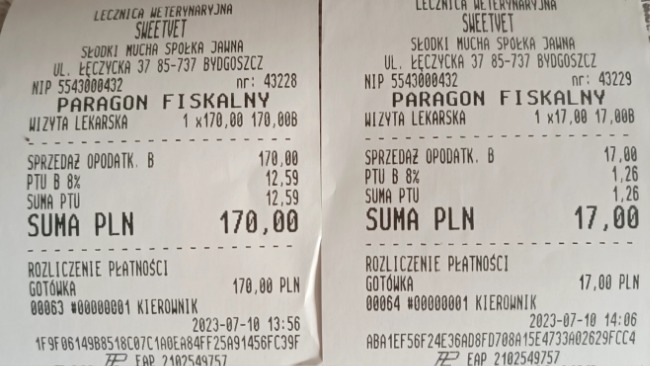 LECZNICA WETERYNARYJNA
SWEETVET
SŁODKI MUCHA SPÓŁKA JAWNA
UL. ŁĘCZYCKA 37 85-737 BYDGOSZCZ
NIP 5543000432 nr: 43228
PARAGON FISKALNY
WIZYTA LEKARSKA 1 x170,00 170,00B
SPRZEDAŻ OPODATK. B 170,00
PTU B 8% 12,59
SUMA PTU 12,59
SUMA PLN 170,00
ROZLICZENIE PŁATNOŚCI
GOTÓWKA 170,00 PLN
00063 #00000001 KIEROWNIK
2023-07-10 13:56
1F9F06149B8518C07C1A0EA84FF25A91456FC39F
EAP 2102549757
LECZNICA WETERYNARYJNA
SWEETVET
SŁODKI MUCHA SPÓŁKA JAWNA
UL. ŁĘCZYCKA 37 85-737 BYDGOSZCZ
NIP 5543000432 nr: 43229
PARAGON FISKALNY
WIZYTA LEKARSKA 1 x17,00 17,00B
SPRZEDAŻ OPODATK. B 17,00
PTU B 8% 1,26
SUMA PTU 1,26
SUMA PLN 17,00
ROZLICZENIE PŁATNOŚCI
GOTÓWKA 17,00 PLN
00064 #00000001 KIEROWNIK
2023-07-10 14:06
ABA1EF56F24E36AD8FD708A15E4733A02629FCC4
EAP 2102549757